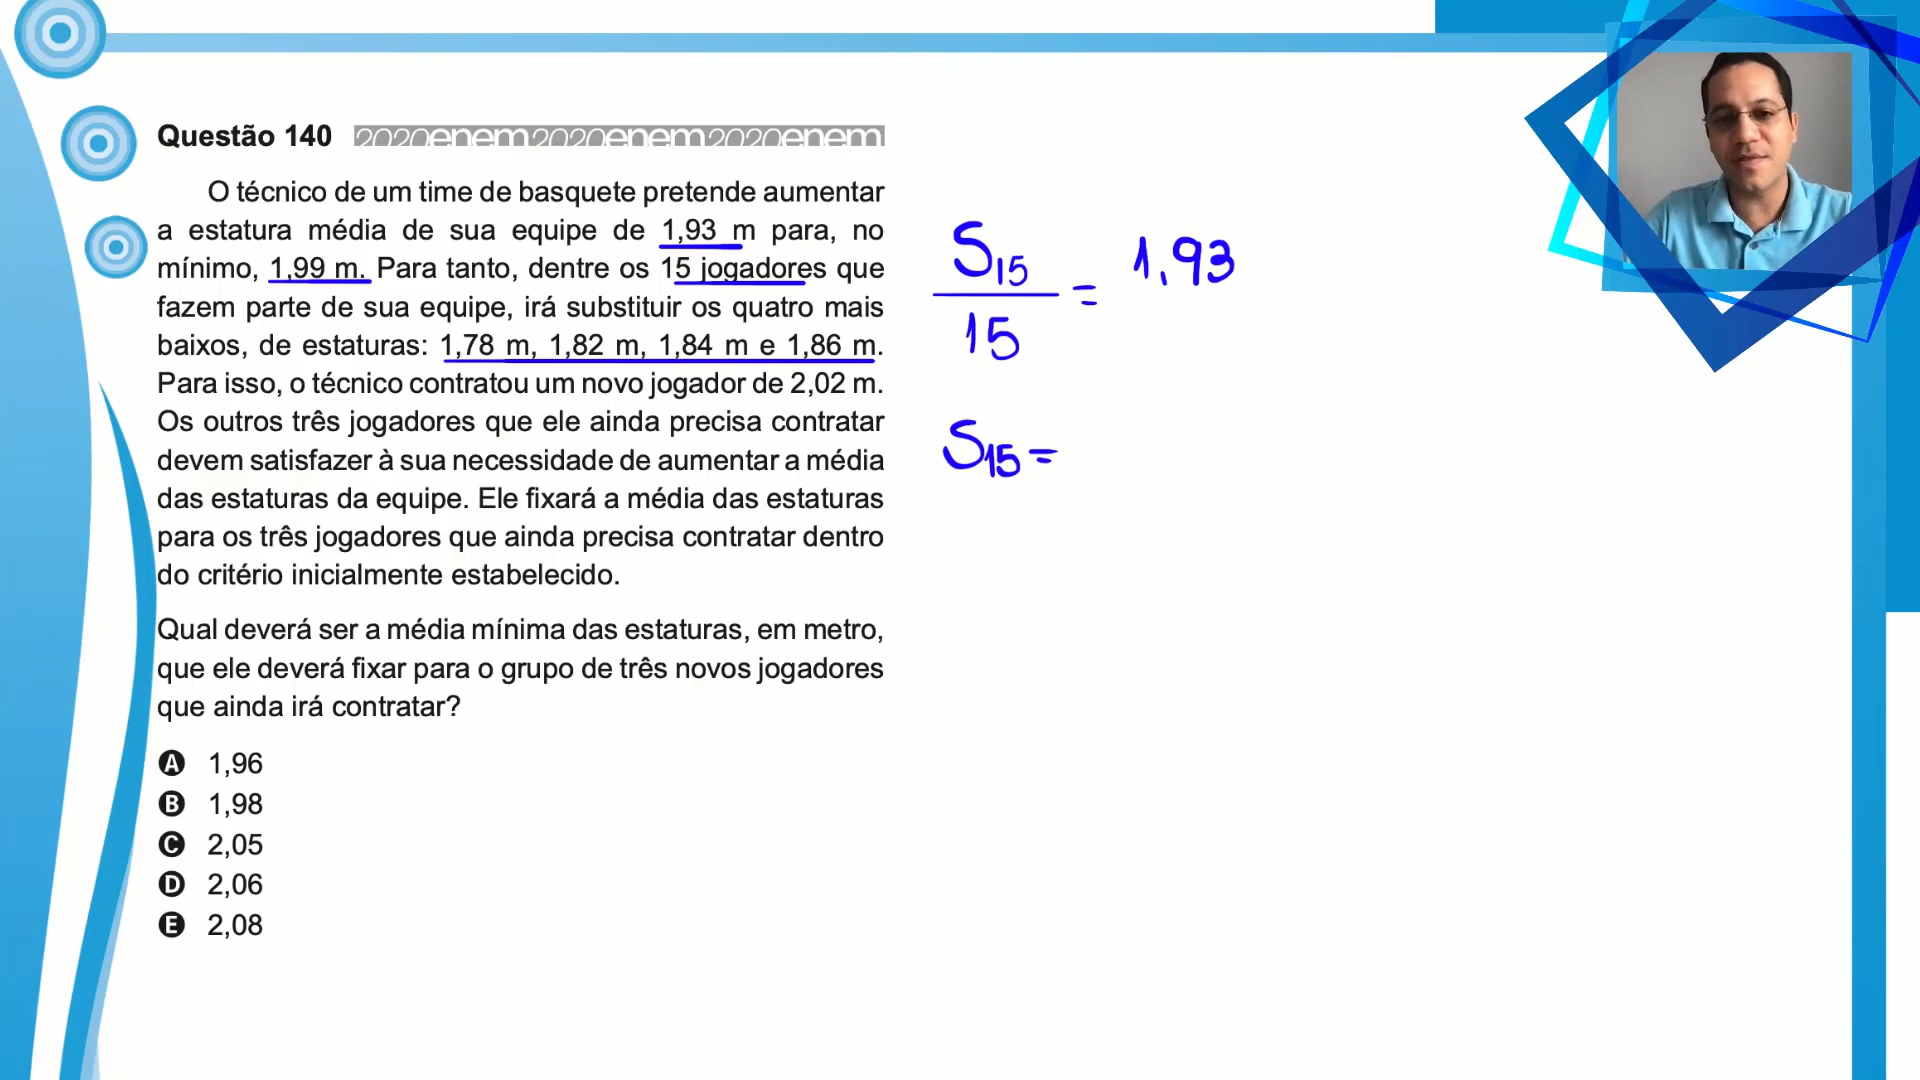 Questão 140 2020enem2020enem2020enem
O técnico de um time de basquete pretende aumentar
a estatura média de sua equipe de 1,93 m para, no
mínimo, 1,99 m. Para tanto, dentre os 15 jogadores que
fazem parte de sua equipe, irá substituir os quatro mais
baixos, de estaturas: 1,78 m, 1,82 m, 1,84 m e 1,86 m.
Para isso, o técnico contratou um novo jogador de 2,02 m.
Os outros três jogadores que ele ainda precisa contratar
devem satisfazer à sua necessidade de aumentar a média
das estaturas da equipe. Ele fixará a média das estaturas
para os três jogadores que ainda precisa contratar dentro
do critério inicialmente estabelecido.
Qual deverá ser a média mínima das estaturas, em metro,
que ele deverá fixar para o grupo de três novos jogadores
que ainda irá contratar?
A 1,96
B 1,98
C 2,05
D 2,06
E 2,08
S15
15
= 1,93
S15 =